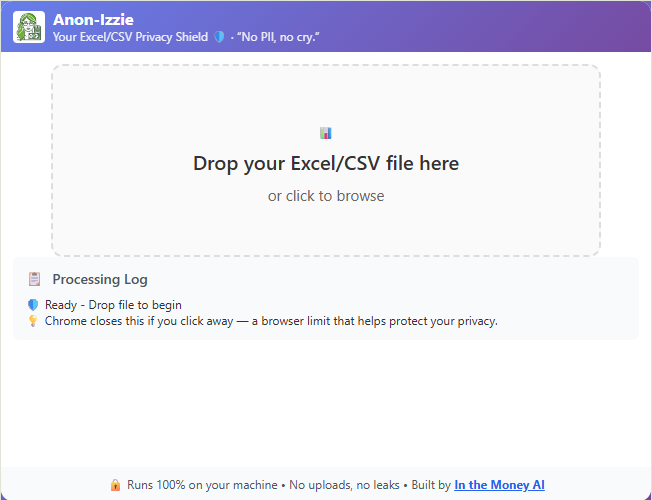 Anon-Izzie
Your Excel/CSV Privacy Shield 🛡️ · “No PII, no cry.”
📊
Drop your Excel/CSV file here
or click to browse
📋 Processing Log
🛡️ Ready - Drop file to begin
💡 Chrome closes this if you click away — a browser limit that helps protect your privacy.
🔒 Runs 100% on your machine • No uploads, no leaks • Built by In the Money AI